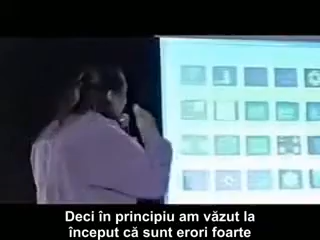 Deci în principiu am văzut la
început că sunt erori foarte